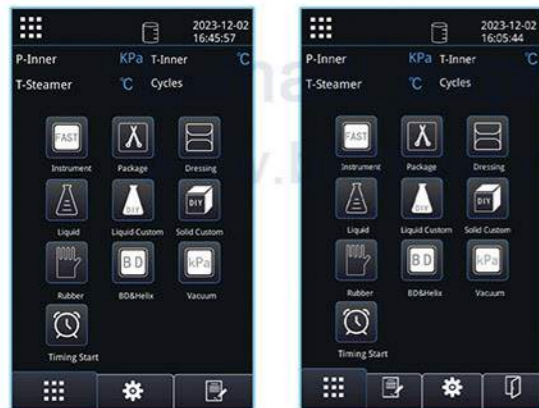 2023-12-02
16:45:57
P-Inner KPa T-Inner ℃
T-Steamer ℃ Cycles
FAST
Instrument Package Dressing
DIY DIY
Liquid Liquid Custom Solid Custom
BD kPa
Rubber BD&Helix Vacuum
Timing Start
2023-12-02
16:05:44
P-Inner KPa T-Inner ℃
T-Steamer ℃ Cycles
FAST
Instrument Package Dressing
DIY DIY
Liquid Liquid Custom Solid Custom
BD kPa
Rubber BD&Helix Vacuum
Timing Start